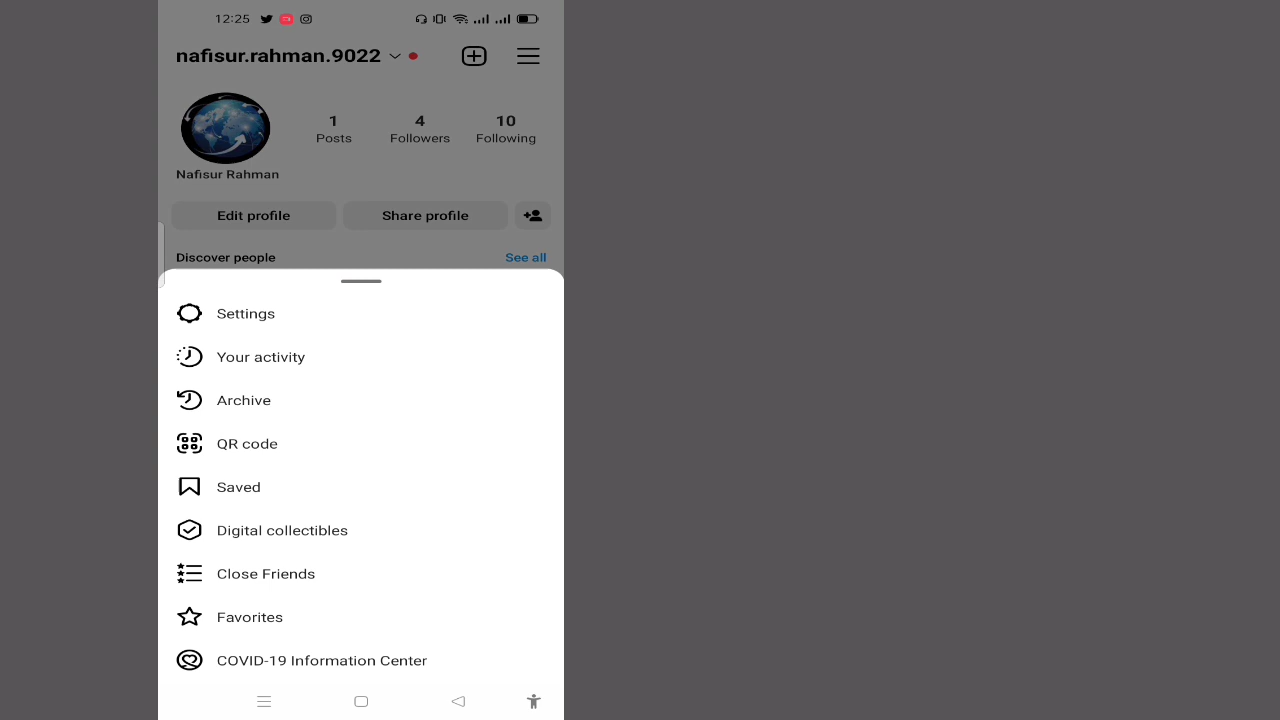 12:25
nafisur.rahman.9022
1 4 10
Posts Followers Following
Nafisur Rahman
Edit profile Share profile
Discover people See all
Settings
Your activity
Archive
QR code
Saved
Digital collectibles
Close Friends
Favorites
COVID-19 Information Center